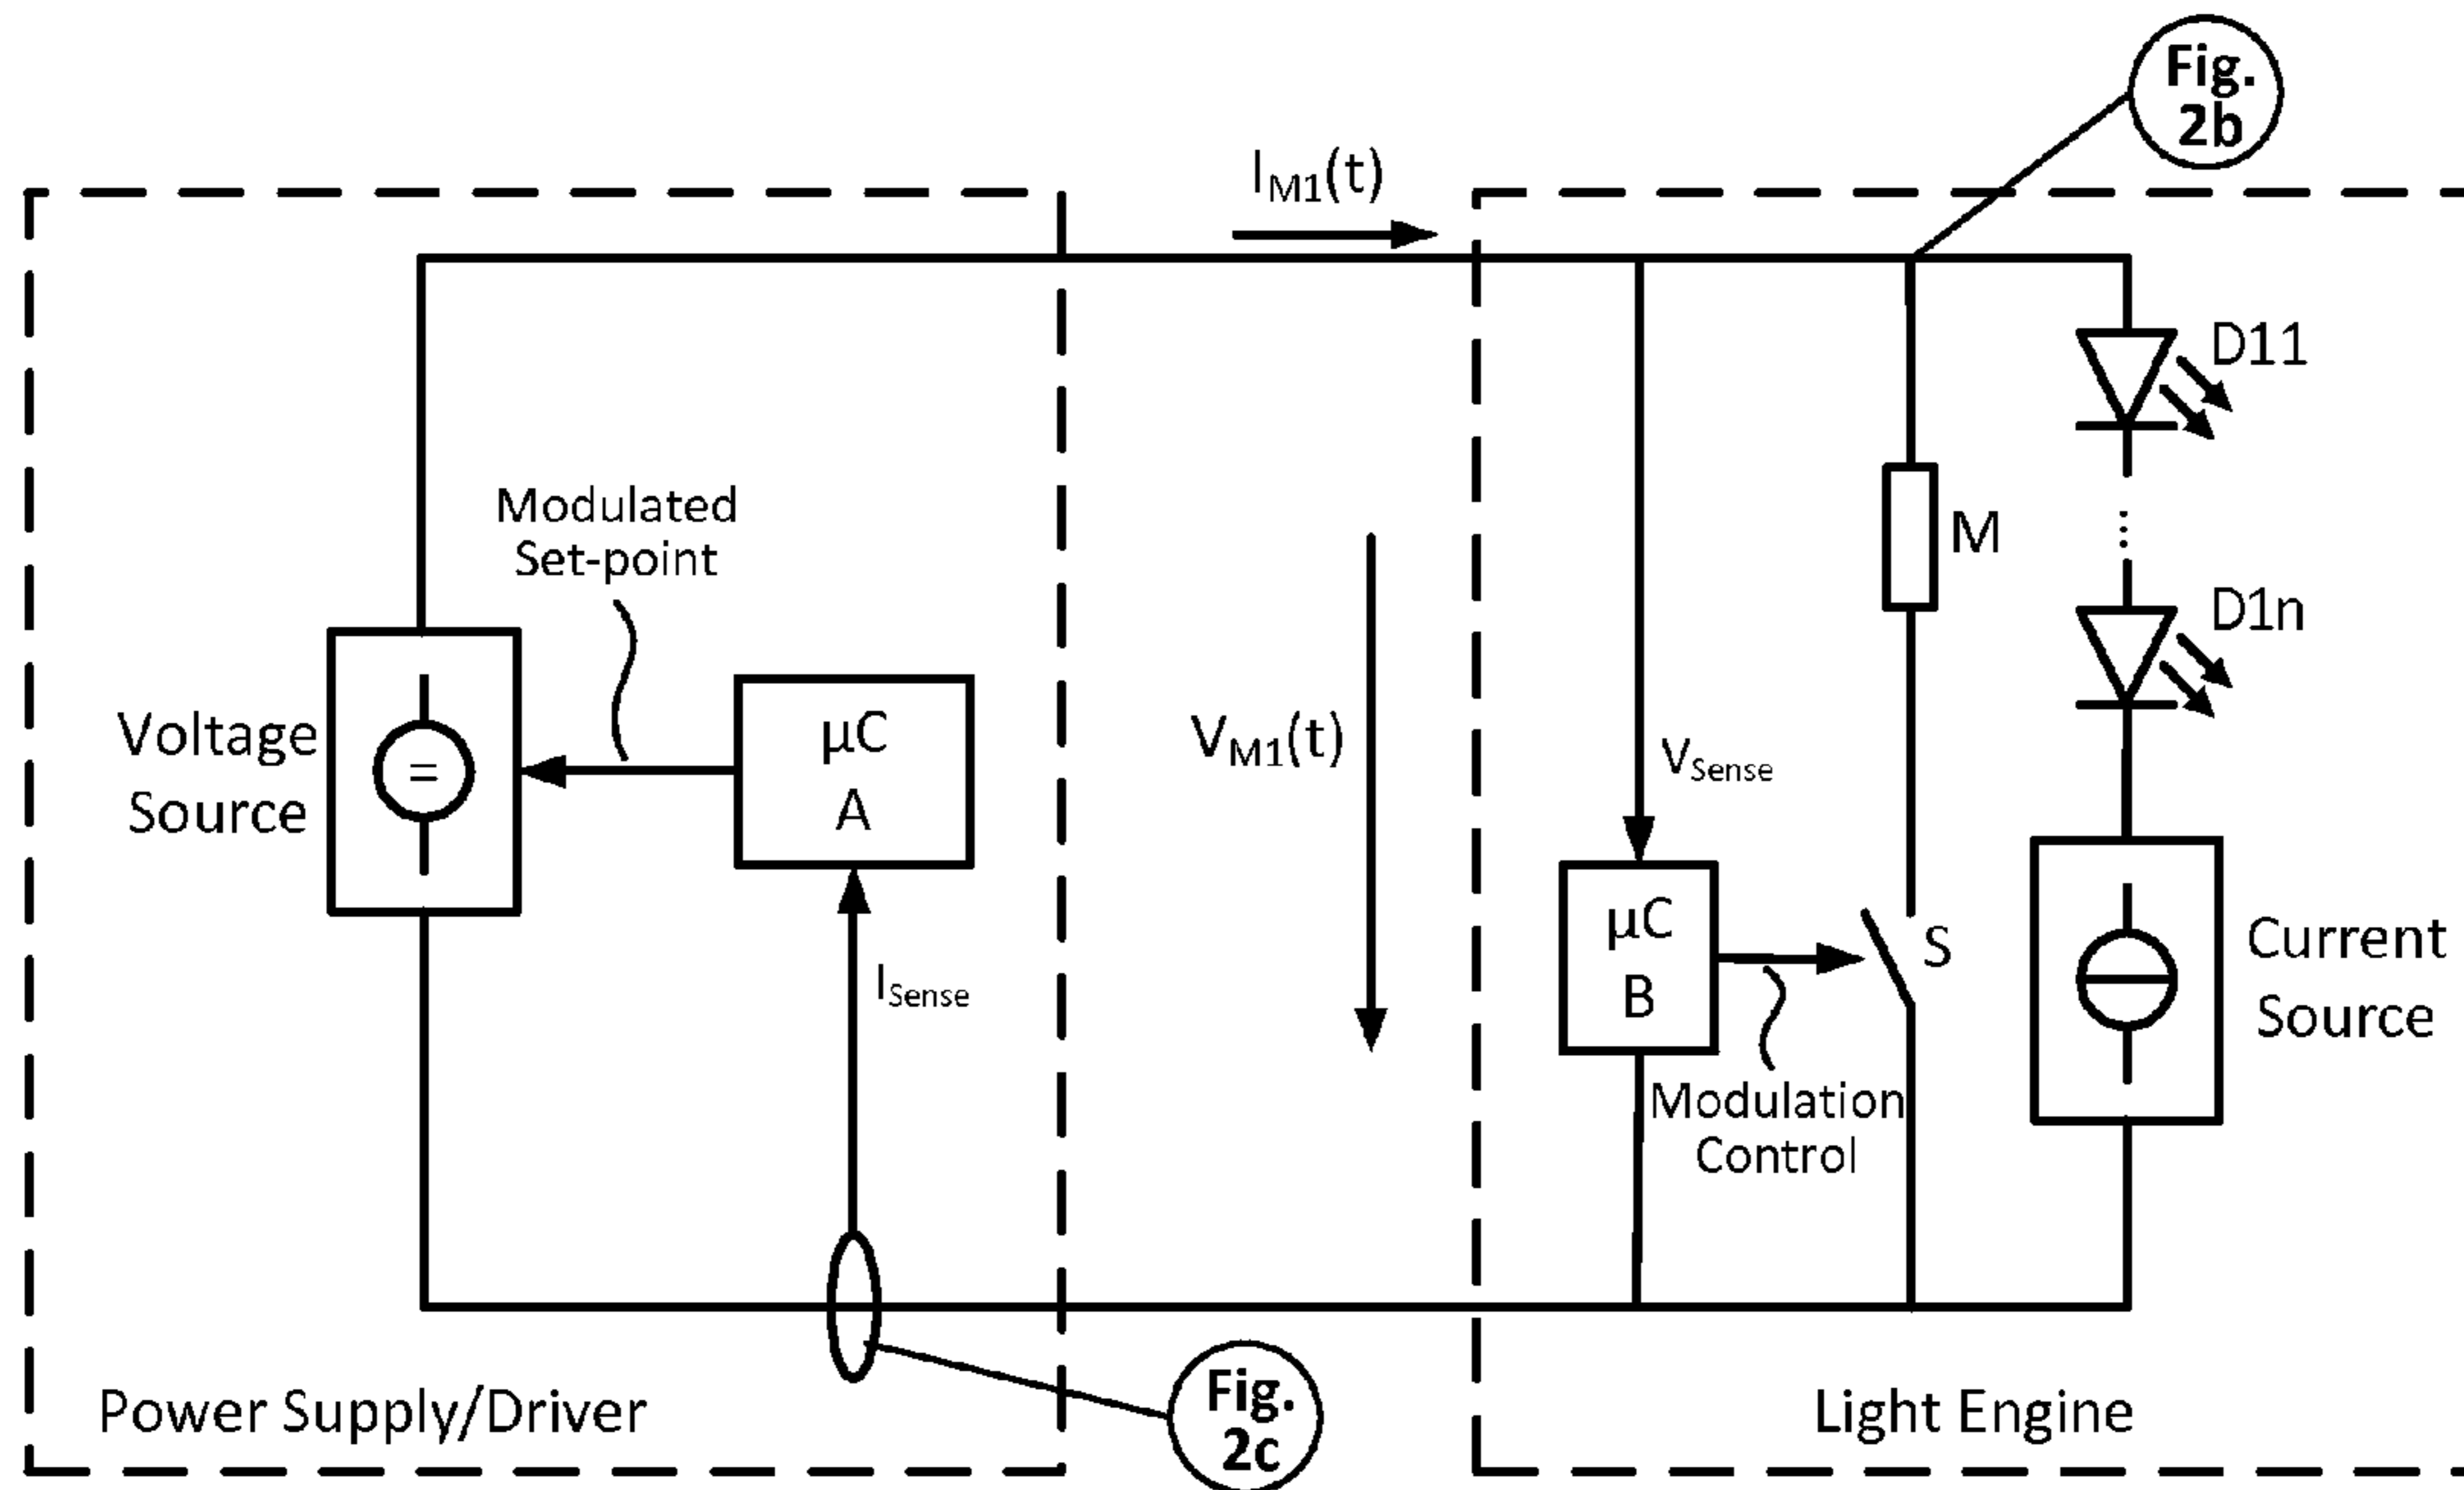 Fig.
2b
I_M1(t)
D11
Modulated
Set-point
M
D1n
Voltage
Source
=
μC
A
V_M1(t)
V_Sense
I_Sense
μC
B
S
Current
Source
Modulation
Control
Fig.
2c
Power Supply/Driver
Light Engine